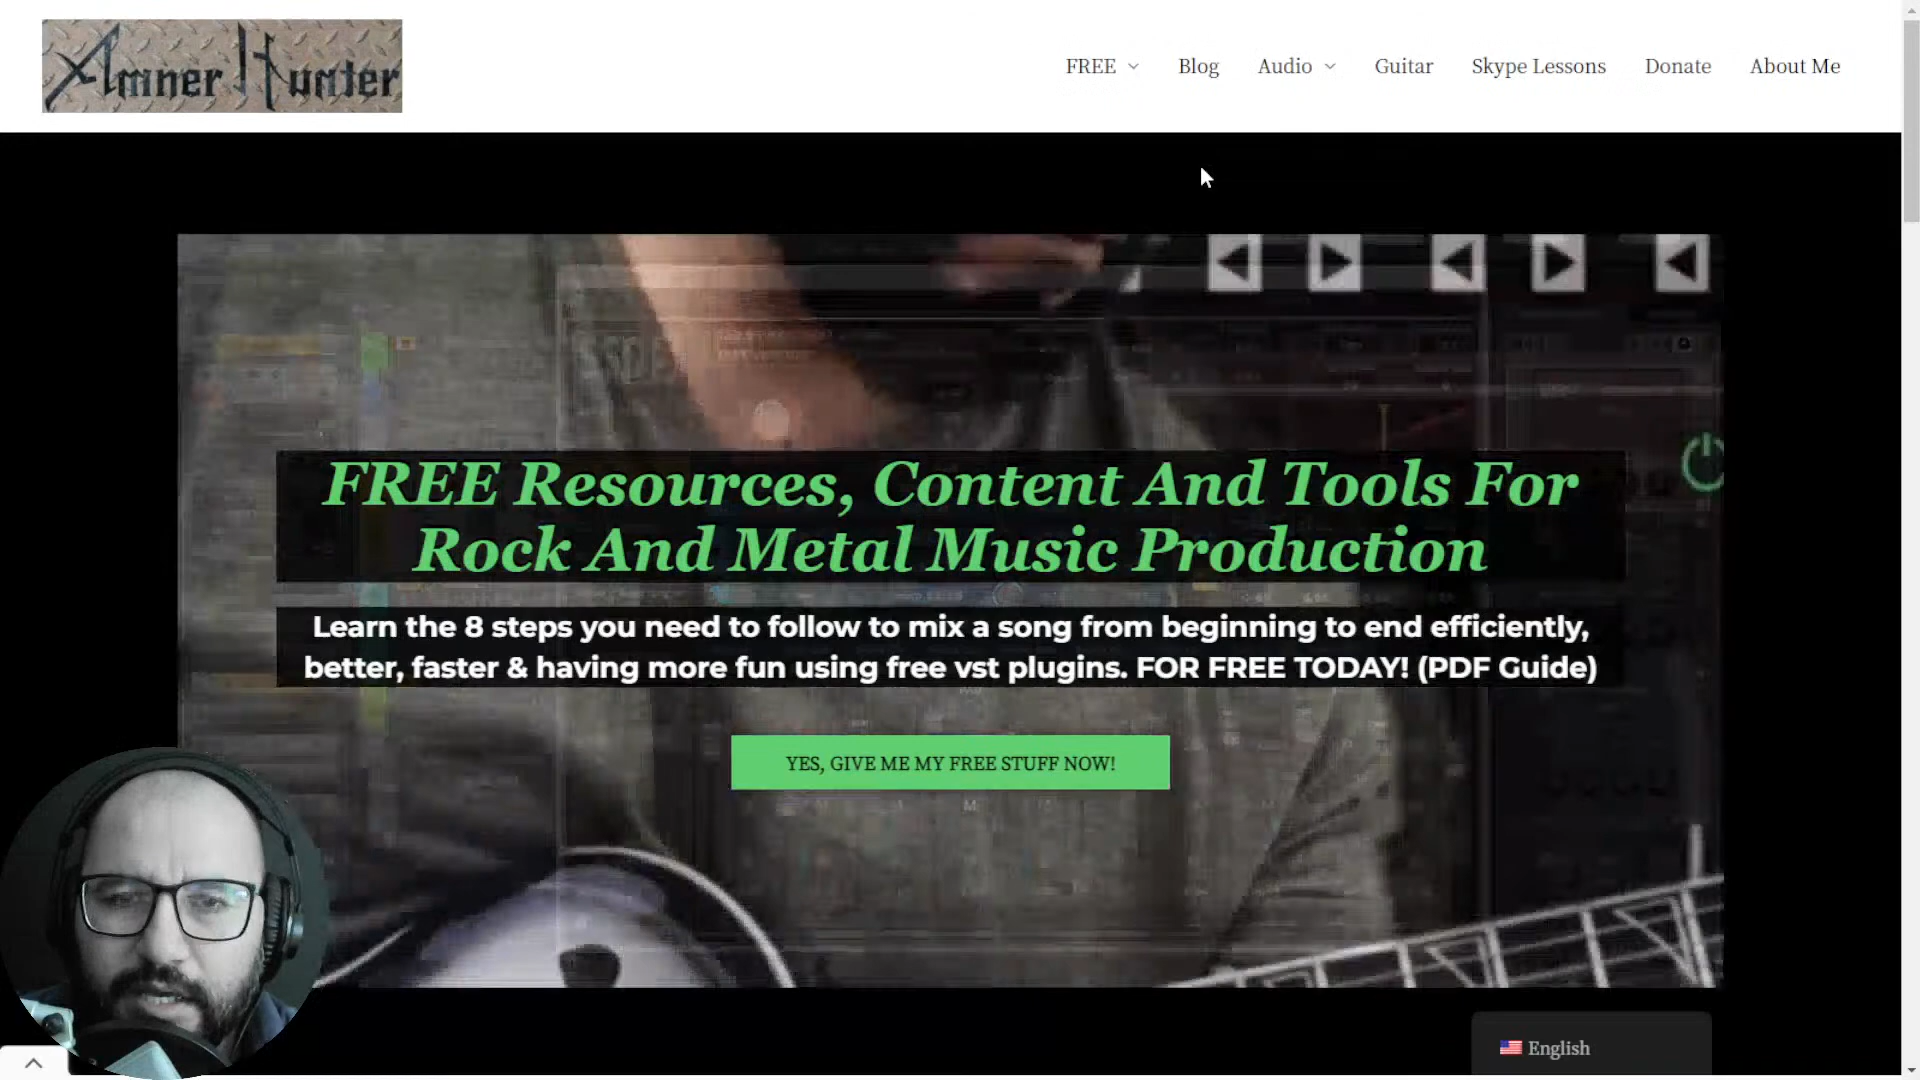 Amner Hunter
FREE Blog Audio Guitar Skype Lessons Donate About Me
FREE Resources, Content And Tools For
Rock And Metal Music Production
Learn the 8 steps you need to follow to mix a song from beginning to end efficiently,
better, faster & having more fun using free vst plugins. FOR FREE TODAY! (PDF Guide)
YES, GIVE ME MY FREE STUFF NOW!
English